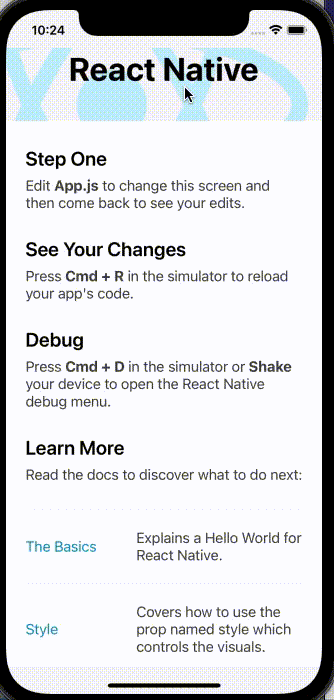 10:24
React Native
Step One
Edit App.js to change this screen and
then come back to see your edits.
See Your Changes
Press Cmd + R in the simulator to reload
your app's code.
Debug
Press Cmd + D in the simulator or Shake
your device to open the React Native
debug menu.
Learn More
Read the docs to discover what to do next:
The Basics
Explains a Hello World for
React Native.
Style
Covers how to use the
prop named style which
controls the visuals.